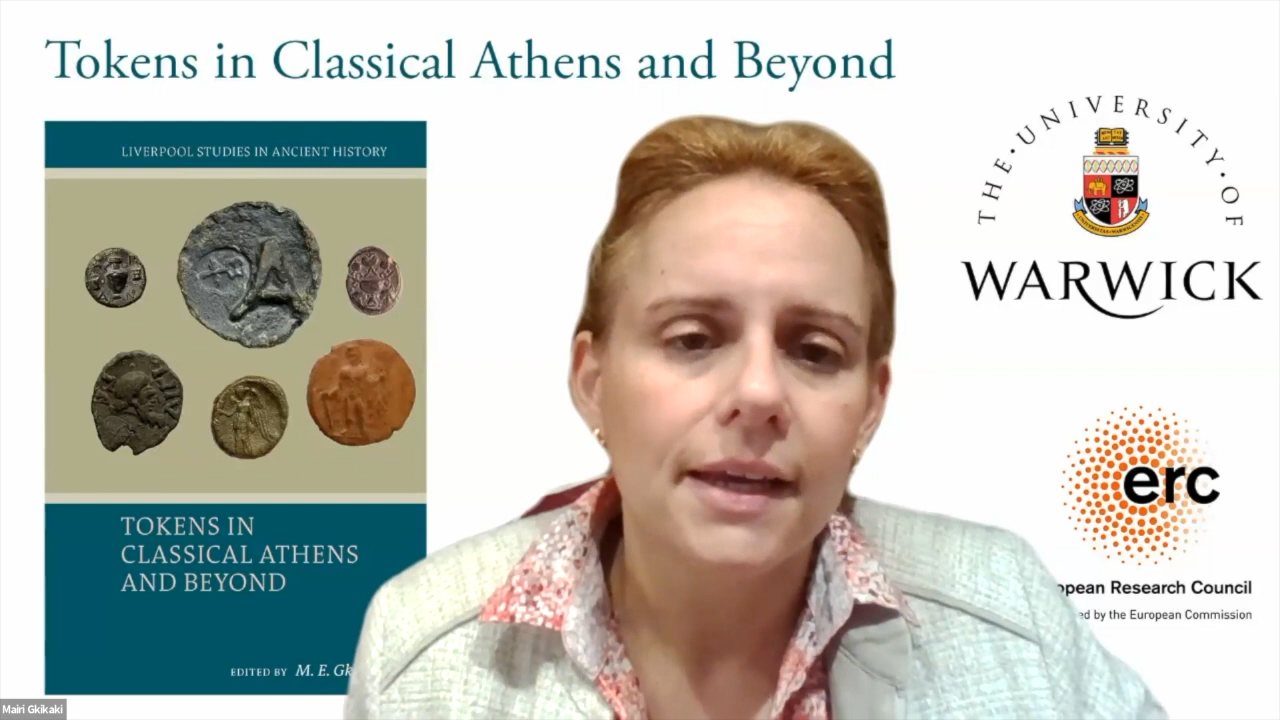 Tokens in Classical Athens and Beyond
LIVERPOOL STUDIES IN ANCIENT HISTORY
TOKENS IN
CLASSICAL ATHENS
AND BEYOND
EDITED BY M. E. Gk
THE·UNIVERSITY·OF
WARWICK
erc
opean Research Council
ed by the European Commission
Mairi Gkikaki